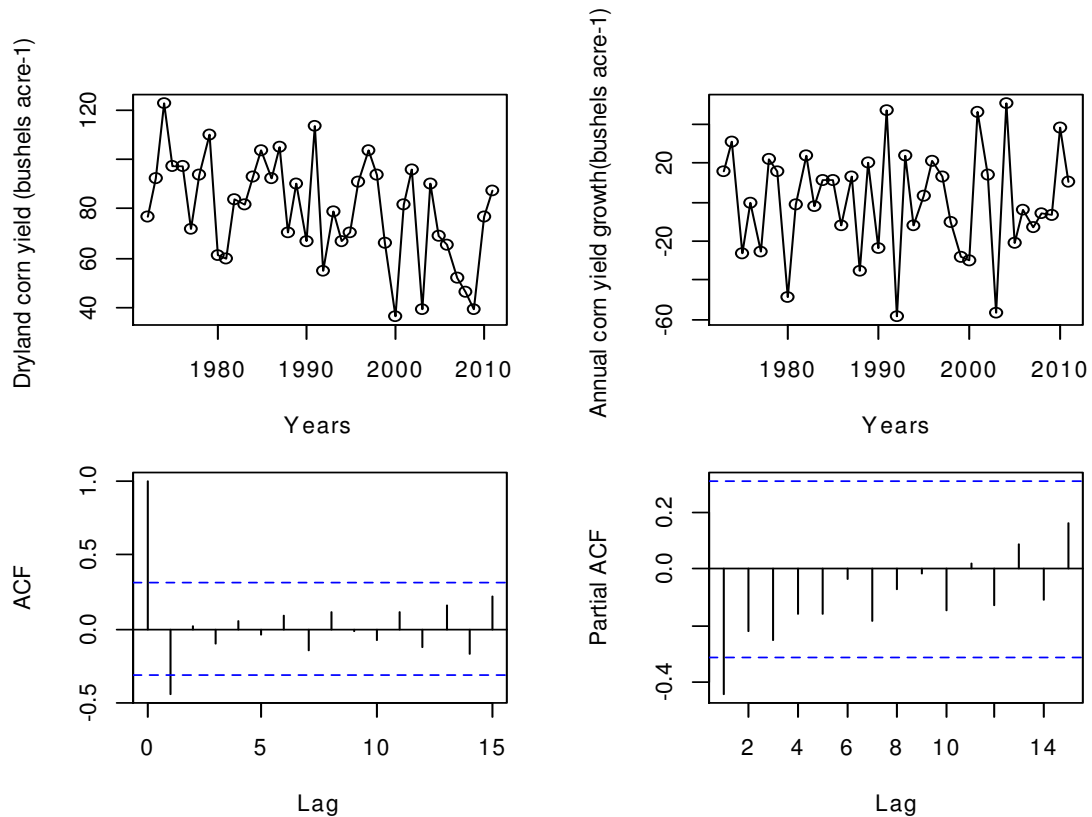 Dryland corn yield (bushels acre-1)
120
80
60
40
1980 1990 2000 2010
Years
Annual corn yield growth(bushels acre-1)
20
-20
-60
1980 1990 2000 2010
Years
ACF
1.0
0.5
0.0
-0.5
0 5 10 15
Lag
Partial ACF
0.2
0.0
-0.4
2 4 6 8 10 14
Lag